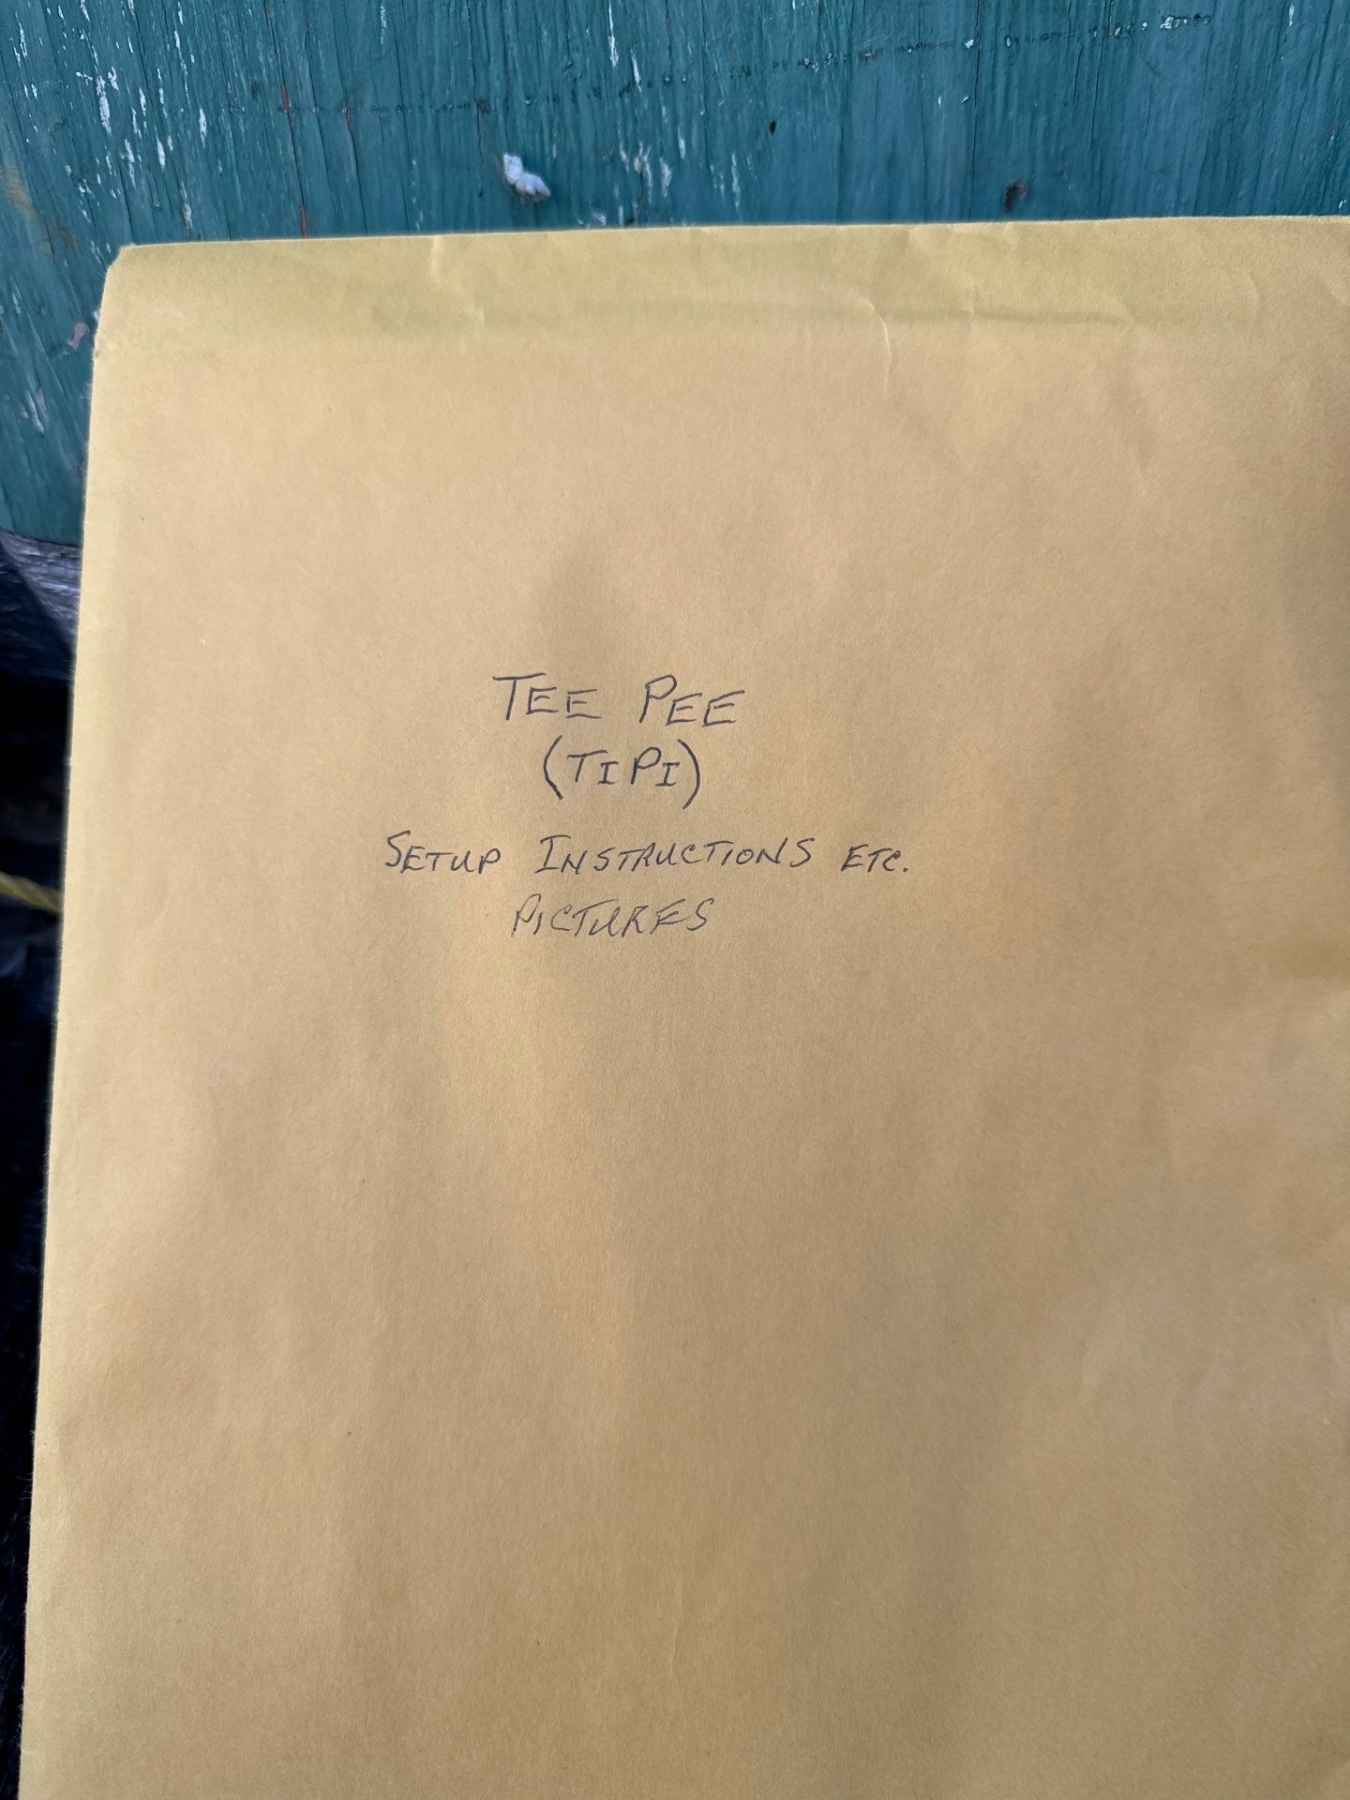 TEE PEE
(TIPI)
SETUP INSTRUCTIONS ETC.
PICTURES